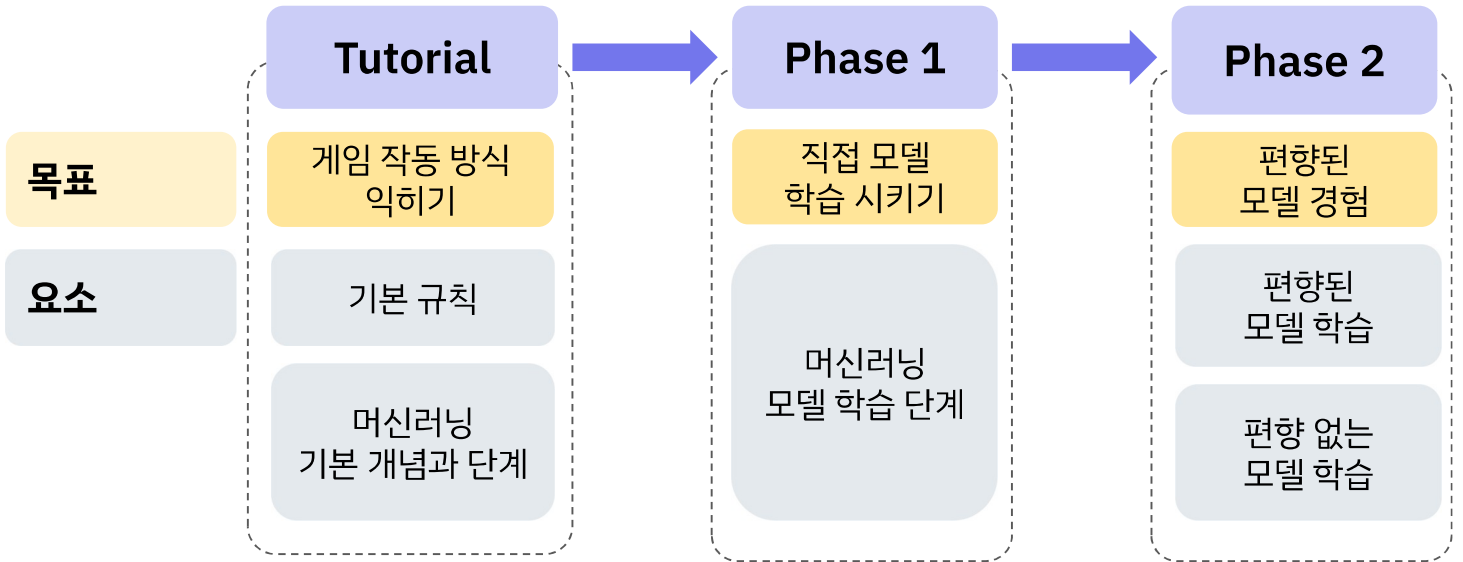 Tutorial
Phase 1
Phase 2
목표
게임 작동 방식
익히기
직접 모델
학습 시키기
편향된
모델 경험
요소
기본 규칙
머신러닝
기본 개념과 단계
머신러닝
모델 학습 단계
편향된
모델 학습
편향 없는
모델 학습